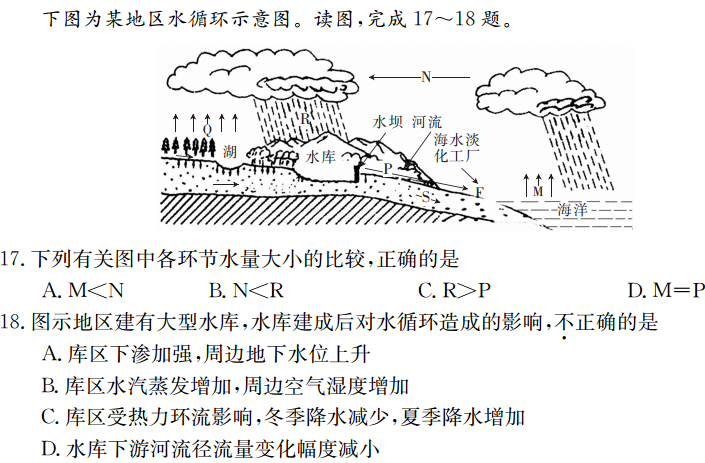 下图为某地区水循环示意图。读图,完成 17～18 题。
N
R
Q
水坝 河流
海水淡
化工厂
湖
水库
P
F
S
M
海洋
17. 下列有关图中各环节水量大小的比较,正确的是
A. M<N B. N<R C. R>P D. M=P
18. 图示地区建有大型水库,水库建成后对水循环造成的影响,不正确的是
A. 库区下渗加强,周边地下水位上升
B. 库区水汽蒸发增加,周边空气湿度增加
C. 库区受热力环流影响,冬季降水减少,夏季降水增加
D. 水库下游河流径流量变化幅度减小